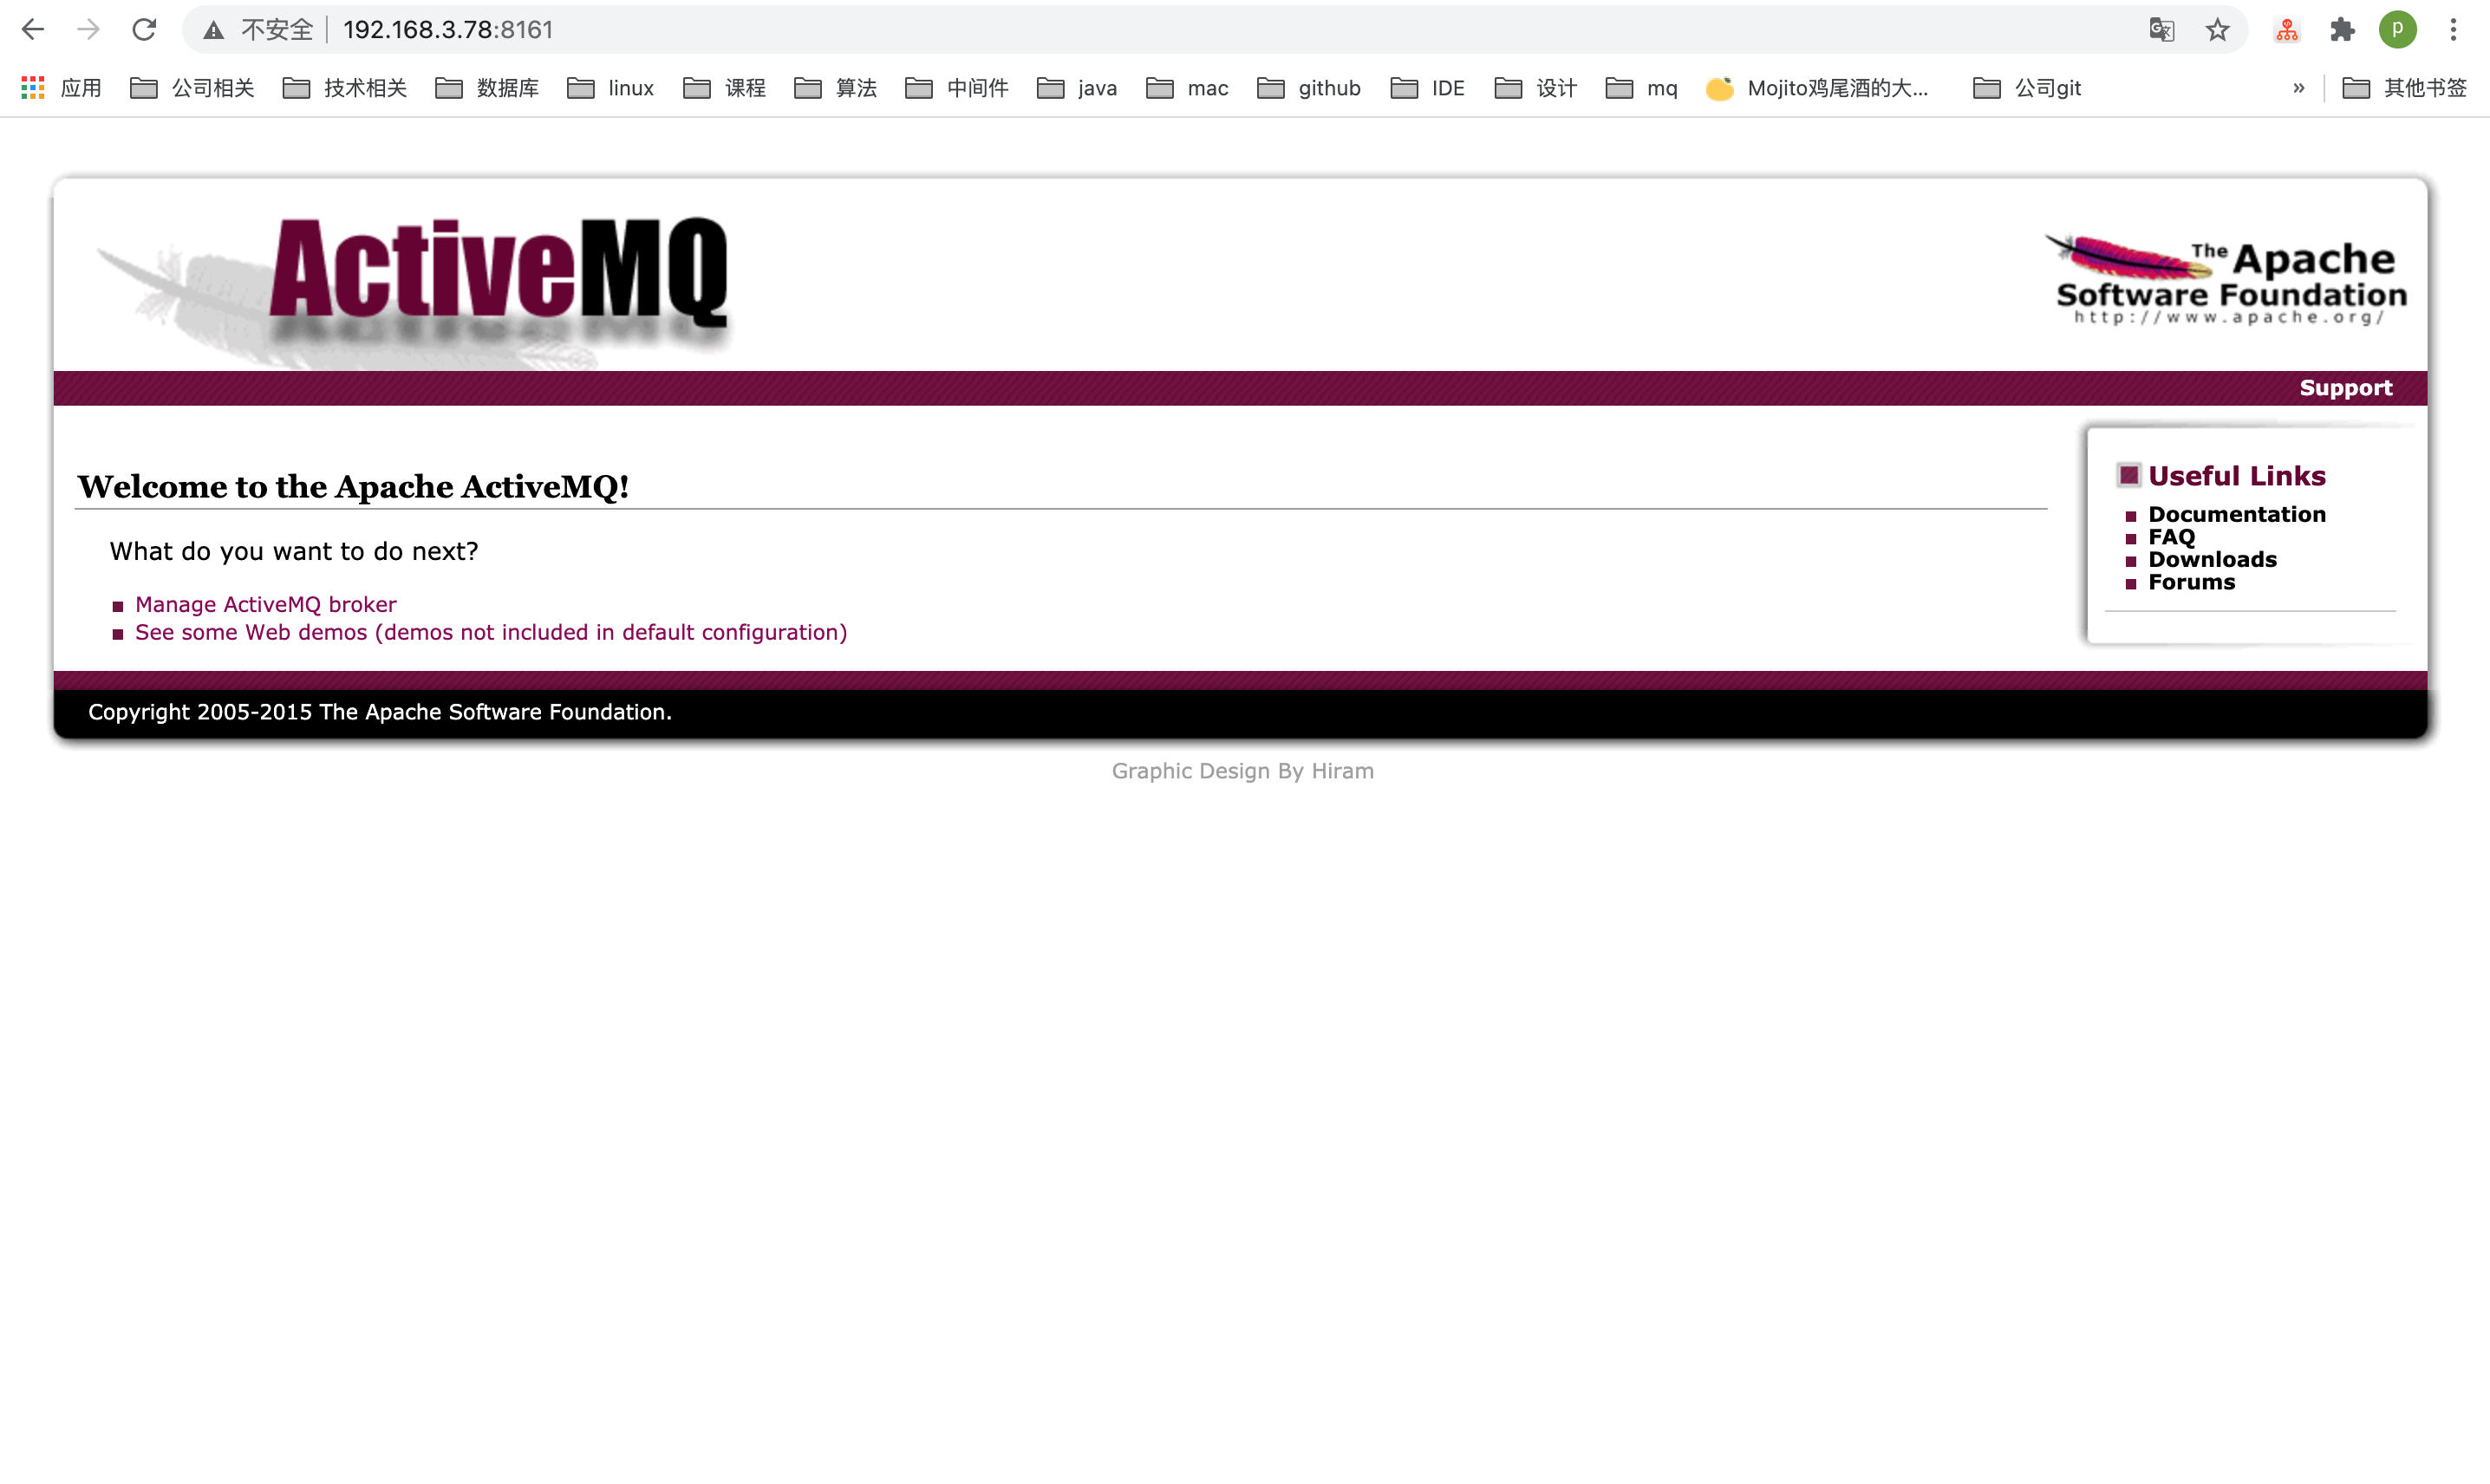 不安全 192.168.3.78:8161 P
应用 公司相关 技术相关 数据库 linux 课程 算法 中间件 java mac github IDE 设计 mq Mojito鸡尾酒的大... 公司git » 其他书签
ActiveMQ
The Apache
Software Foundation
http://www.apache.org/
Support
Welcome to the Apache ActiveMQ!
What do you want to do next?
Manage ActiveMQ broker
See some Web demos (demos not included in default configuration)
Useful Links
Documentation
FAQ
Downloads
Forums
Copyright 2005-2015 The Apache Software Foundation.
Graphic Design By Hiram